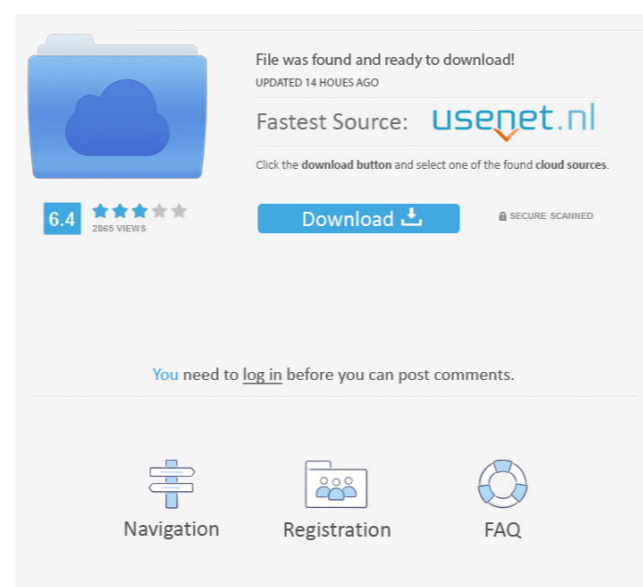 File was found and ready to download!
UPDATED 14 HOUES AGO
Fastest Source: usenet.nl
Click the download button and select one of the found cloud sources.
6.4
2865 VIEWS
Download
SECURE SCANNED
You need to log in before you can post comments.
Navigation
Registration
FAQ